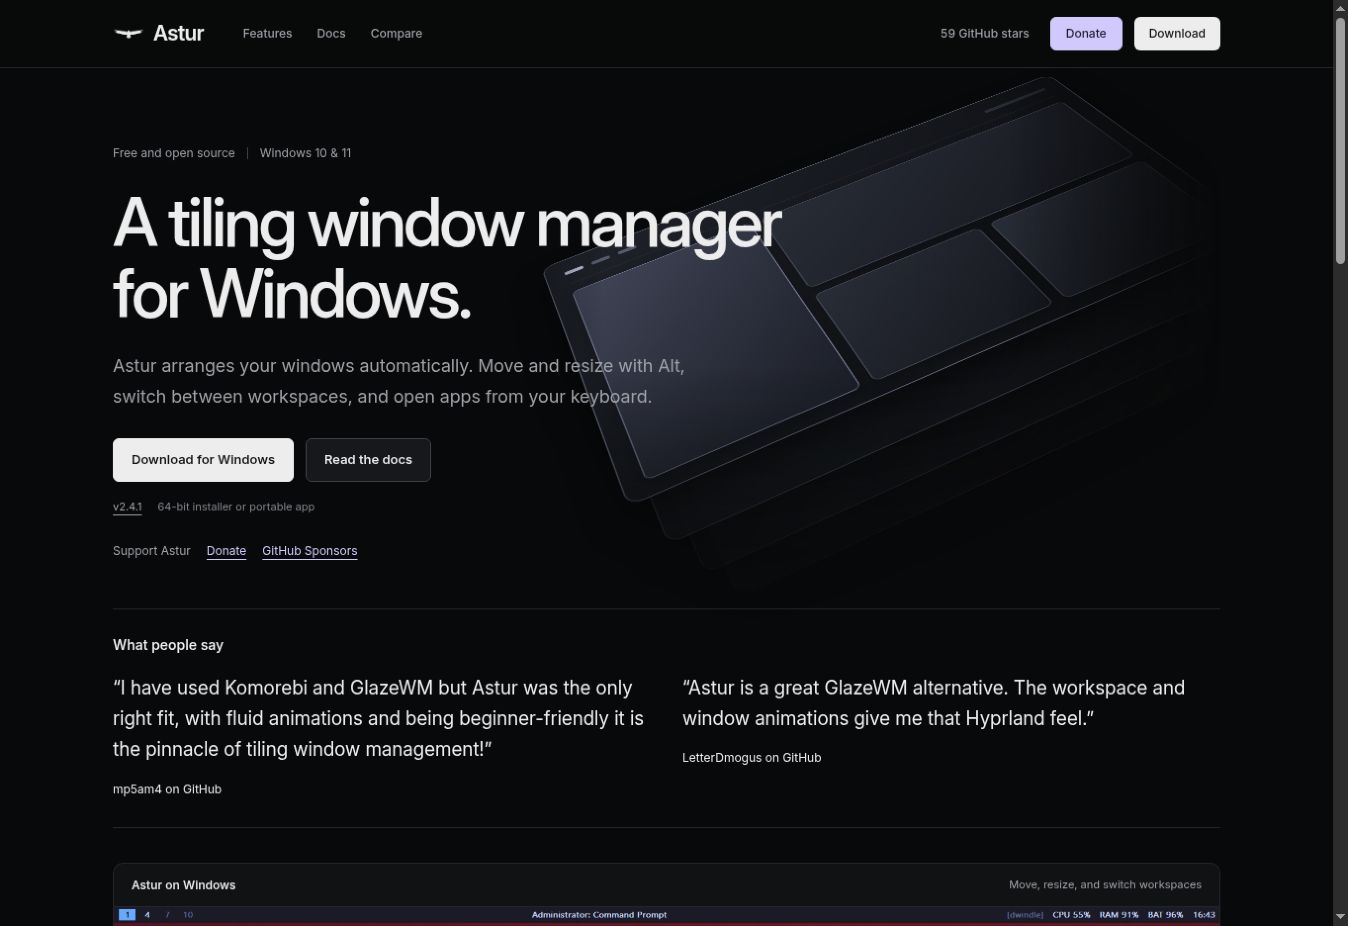 Astur
Features
Docs
Compare
59 GitHub stars
Donate
Download
Free and open source
Windows 10 & 11
A tiling window manager
for Windows.
Astur arranges your windows automatically. Move and resize with Alt,
switch between workspaces, and open apps from your keyboard.
Download for Windows
Read the docs
v2.4.1
64-bit installer or portable app
Support Astur
Donate
GitHub Sponsors
What people say
“I have used Komorebi and GlazeWM but Astur was the only
right fit, with fluid animations and being beginner-friendly it is
the pinnacle of tiling window management!”
mp5am4 on GitHub
“Astur is a great GlazeWM alternative. The workspace and
window animations give me that Hyprland feel.”
LetterDmogus on GitHub
Astur on Windows
Move, resize, and switch workspaces
1 4 / 10
Administrator: Command Prompt
[dwindle] CPU 55% RAM 91% BAT 96% 16:43